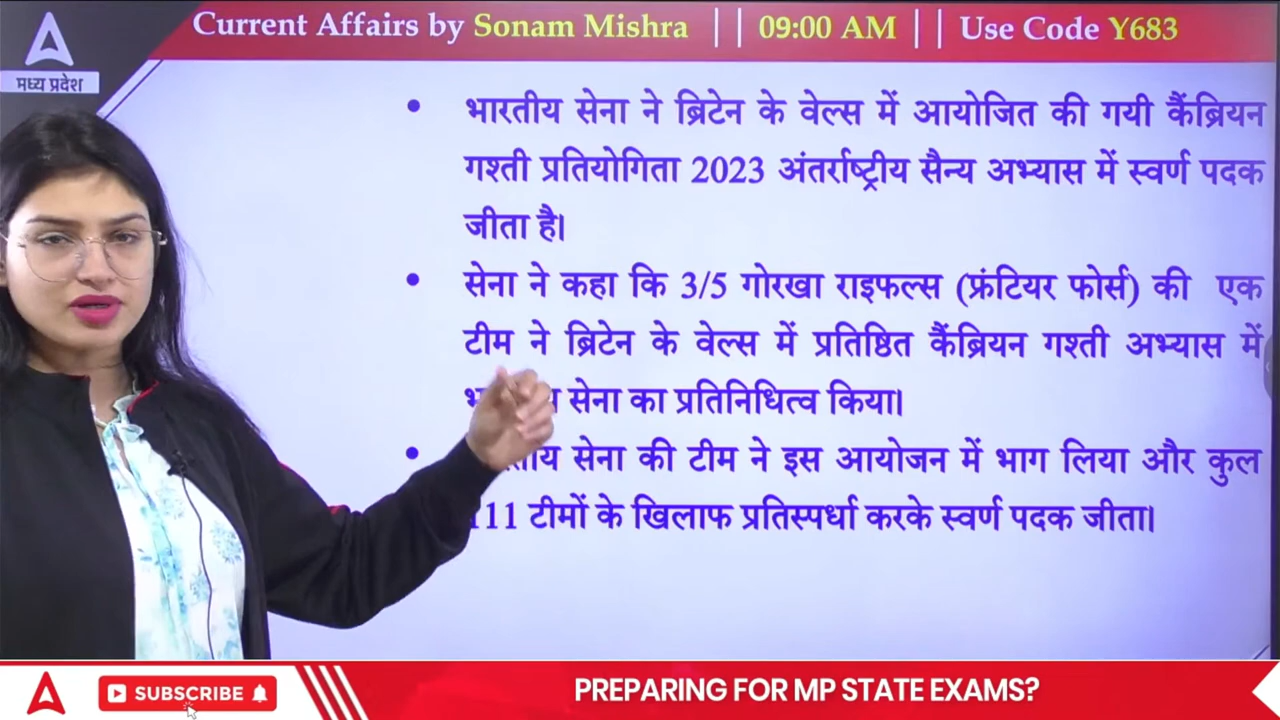 Current Affairs by Sonam Mishra || 09:00 AM || Use Code Y683
मध्य प्रदेश
• भारतीय सेना ने ब्रिटेन के वेल्स में आयोजित की गयी कैंब्रियन
गश्ती प्रतियोगिता 2023 अंतर्राष्ट्रीय सैन्य अभ्यास में स्वर्ण पदक
जीता है।
• सेना ने कहा कि 3/5 गोरखा राइफल्स (फ्रंटियर फोर्स) की एक
टीम ने ब्रिटेन के वेल्स में प्रतिष्ठित कैंब्रियन गश्ती अभ्यास में
सेना का प्रतिनिधित्व किया।
• सेना की टीम ने इस आयोजन में भाग लिया और कुल
111 टीमों के खिलाफ प्रतिस्पर्धा करके स्वर्ण पदक जीता।
SUBSCRIBE
PREPARING FOR MP STATE EXAMS?